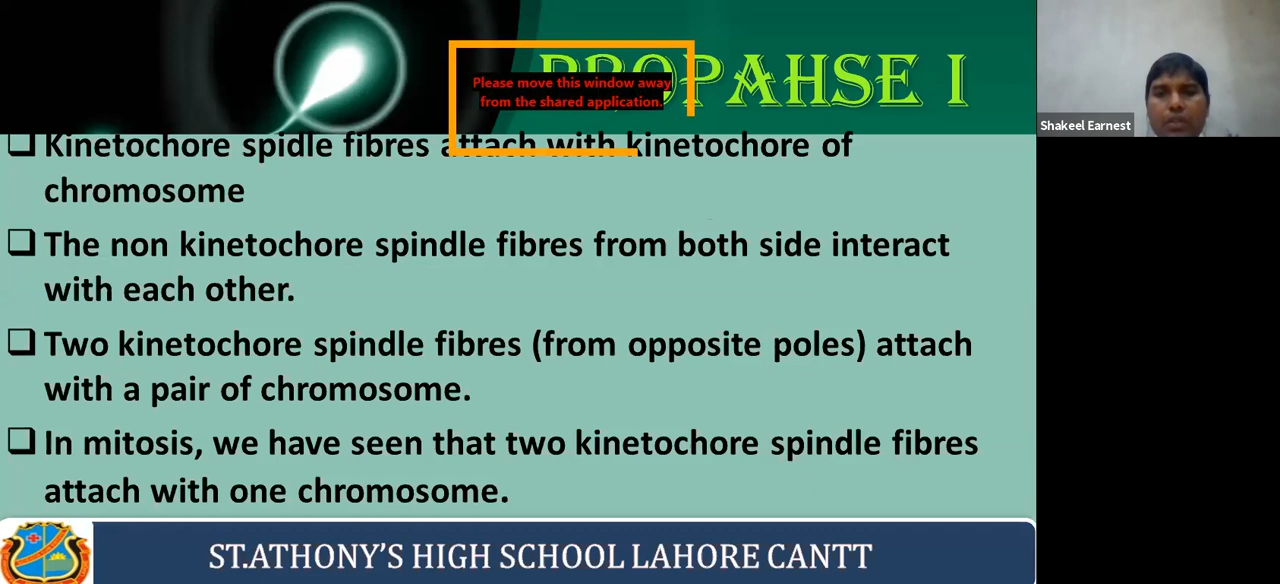 PROPAHSE I
Please move this window away
from the shared application.
Shakeel Earnest
❑ Kinetochore spidle fibres attach with kinetochore of
chromosome
❑ The non kinetochore spindle fibres from both side interact
with each other.
❑ Two kinetochore spindle fibres (from opposite poles) attach
with a pair of chromosome.
❑ In mitosis, we have seen that two kinetochore spindle fibres
attach with one chromosome.
ST.ATHONY'S HIGH SCHOOL LAHORE CANTT